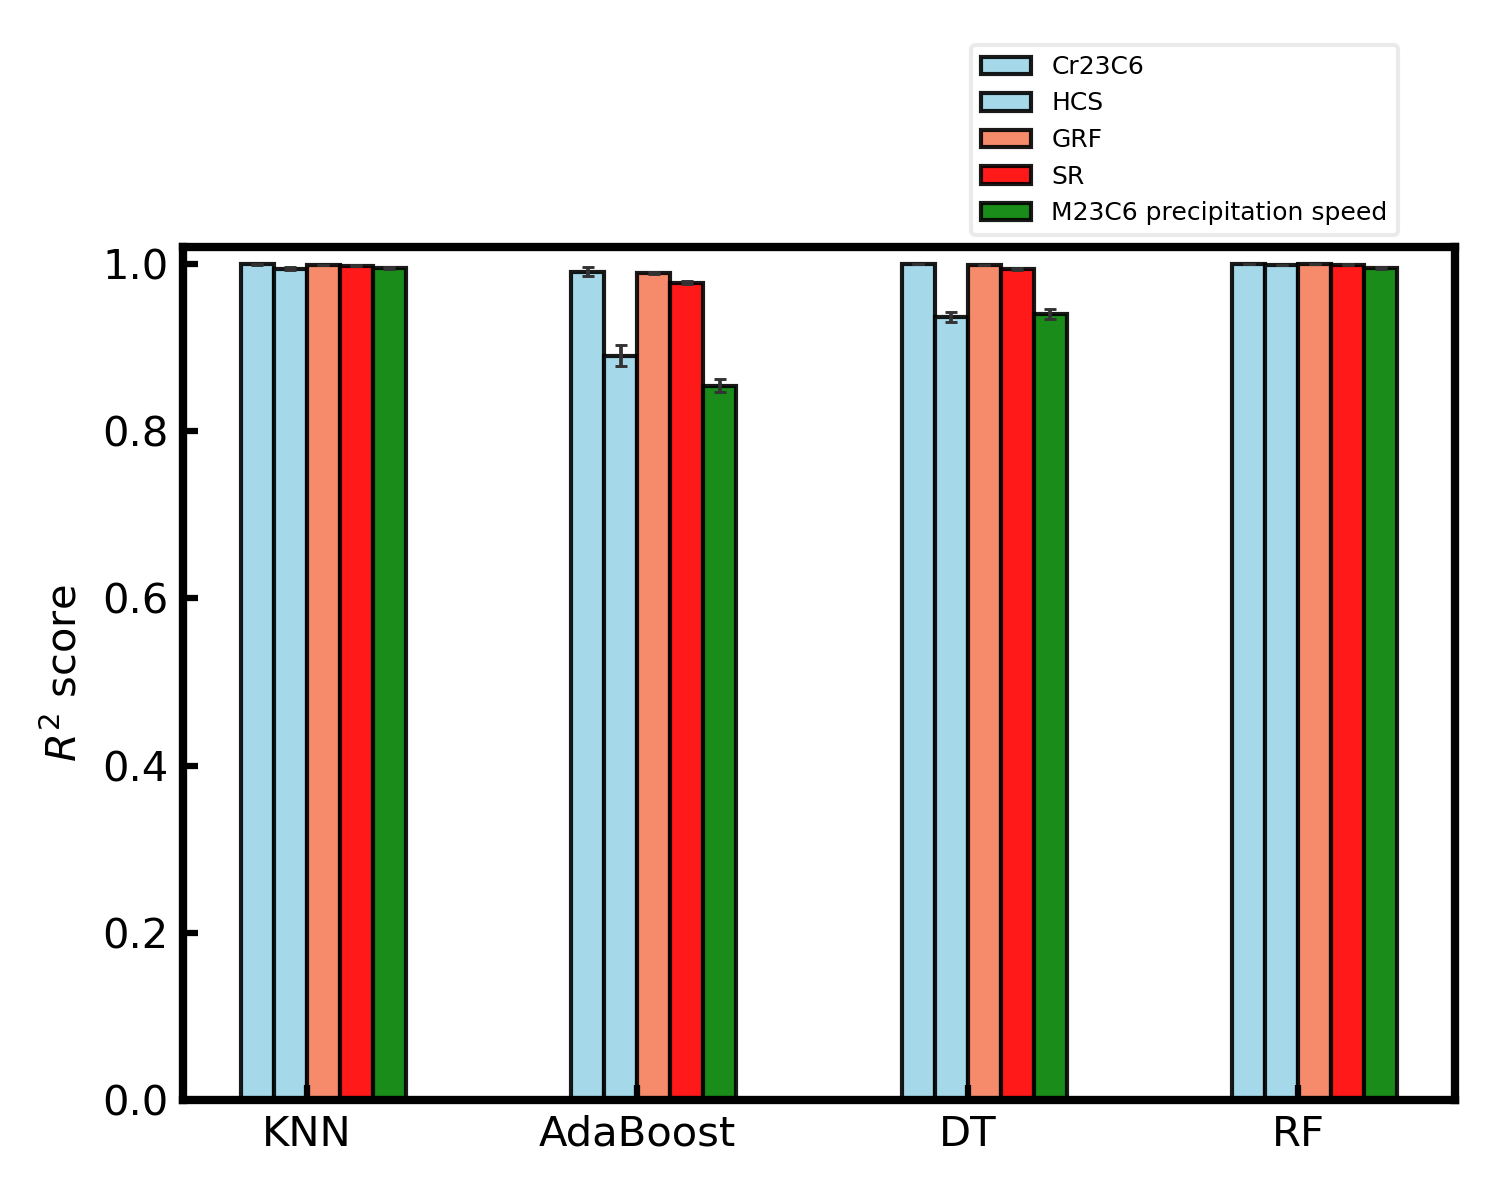 Cr23C6
HCS
GRF
SR
M23C6 precipitation speed
1.0
0.8
0.6
0.4
0.2
0.0
R² score
KNN AdaBoost DT RF